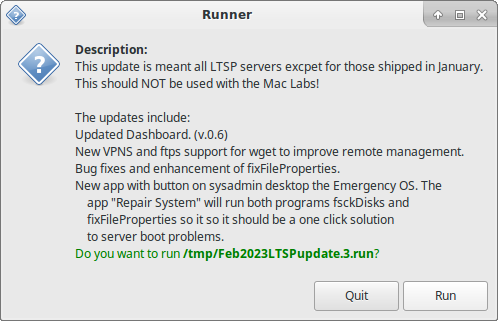 Runner
Description:
This update is meant all LTSP servers excpet for those shipped in January.
This should NOT be used with the Mac Labs!
The updates include:
Updated Dashboard. (v.0.6)
New VPNS and ftps support for wget to improve remote management.
Bug fixes and enhancement of fixFileProperties.
New app with button on sysadmin desktop the Emergency OS. The
app "Repair System" will run both programs fsckDisks and
fixFileProperties so it so it should be a one click solution
to server boot problems.
Do you want to run /tmp/Feb2023LTSPupdate.3.run?
Quit
Run